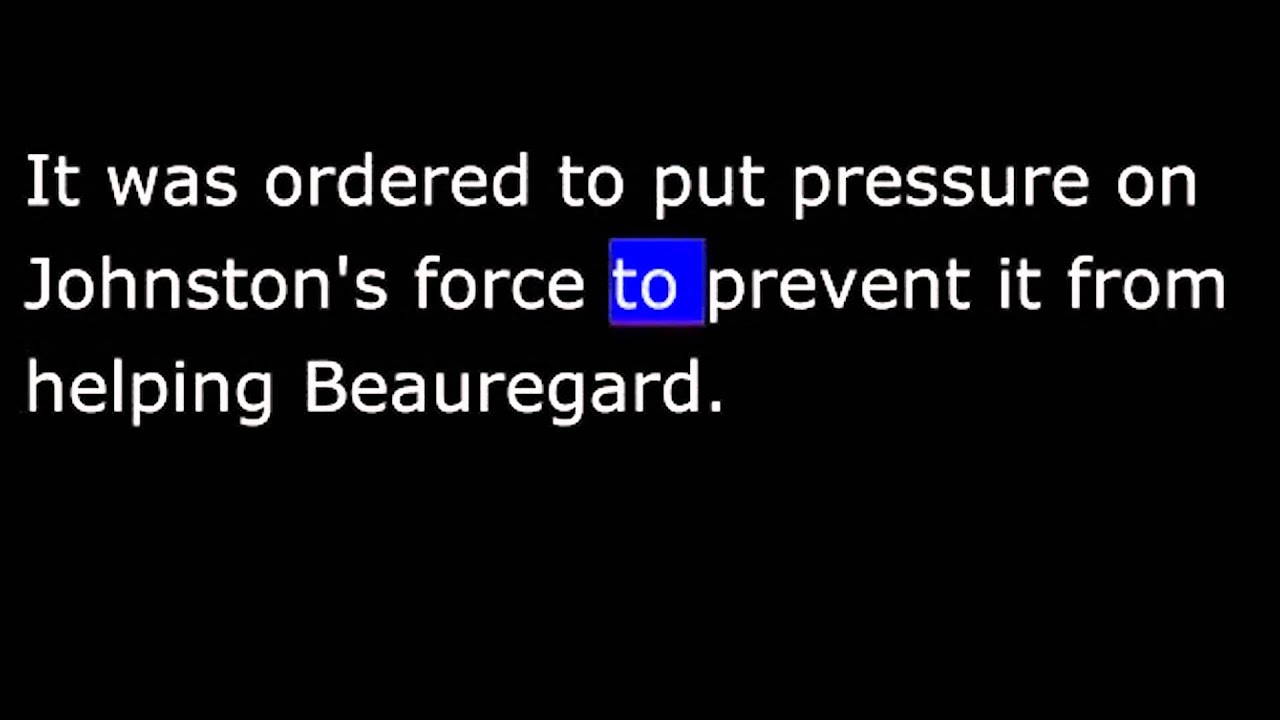 It was ordered to put pressure on
Johnston's force to prevent it from
helping Beauregard.